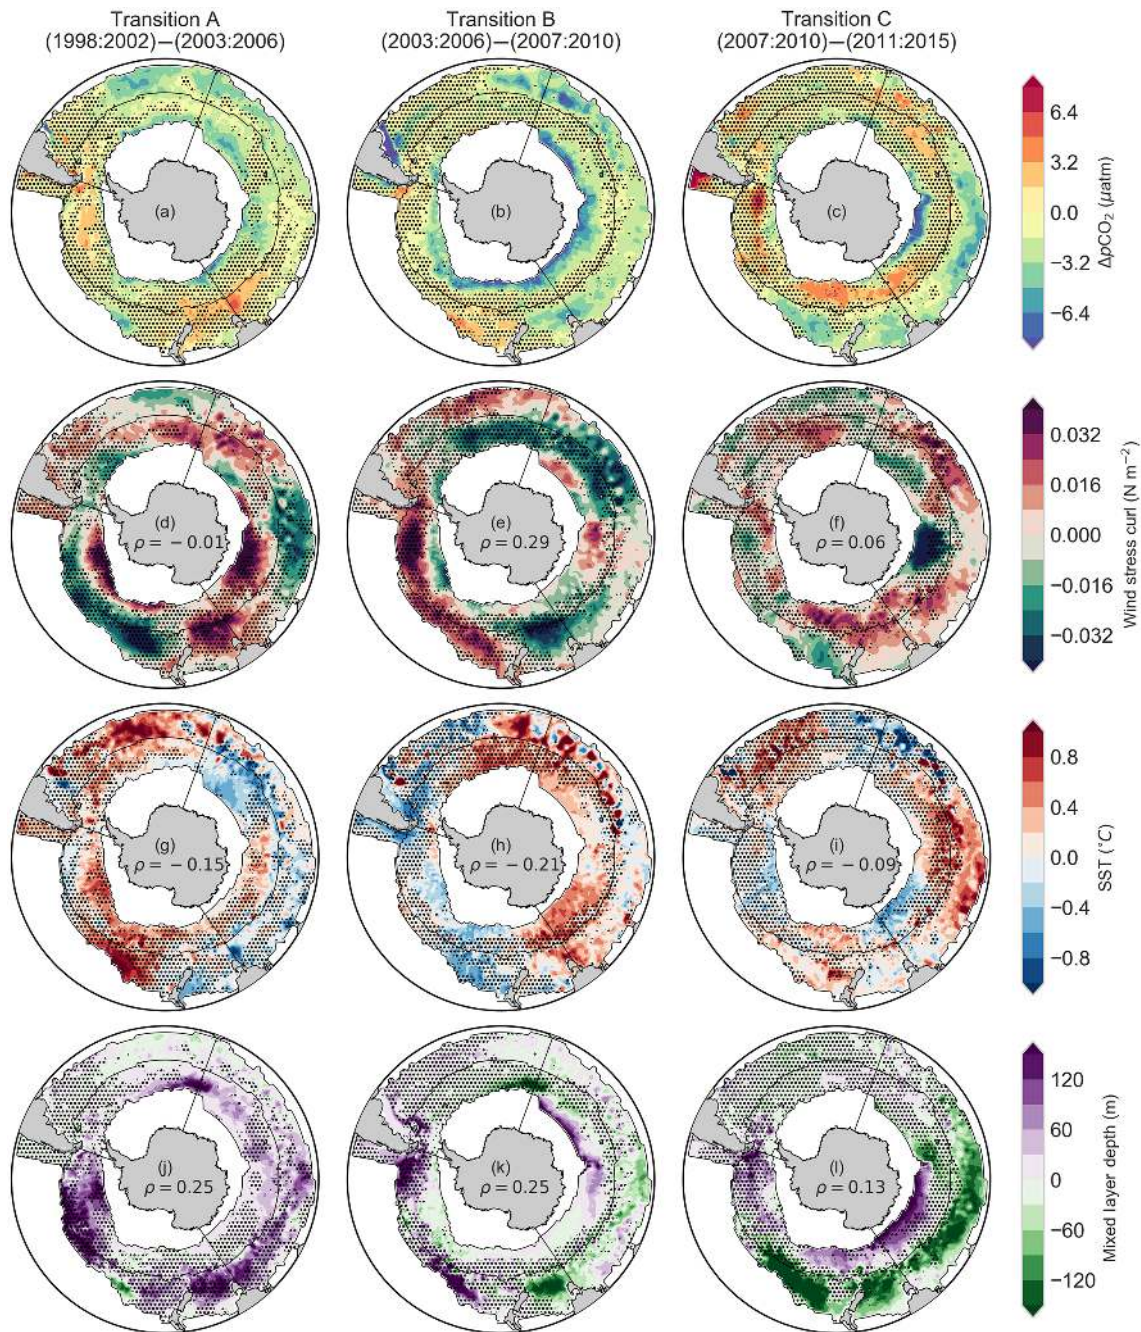 Transition A
(1998:2002)−(2003:2006)
Transition B
(2003:2006)−(2007:2010)
Transition C
(2007:2010)−(2011:2015)
(a)
(b)
(c)
6.4
3.2
0.0
−3.2
−6.4
ΔpCO₂ (μatm)
(d)
ρ = −0.01
(e)
ρ = 0.29
(f)
ρ = 0.06
0.032
0.016
0.000
−0.016
−0.032
Wind stress curl (N m⁻²)
(g)
ρ = −0.15
(h)
ρ = −0.21
(i)
ρ = −0.09
0.8
0.4
0.0
−0.4
−0.8
SST (°C)
(j)
ρ = 0.25
(k)
ρ = 0.25
(l)
ρ = 0.13
120
60
0
−60
−120
Mixed layer depth (m)